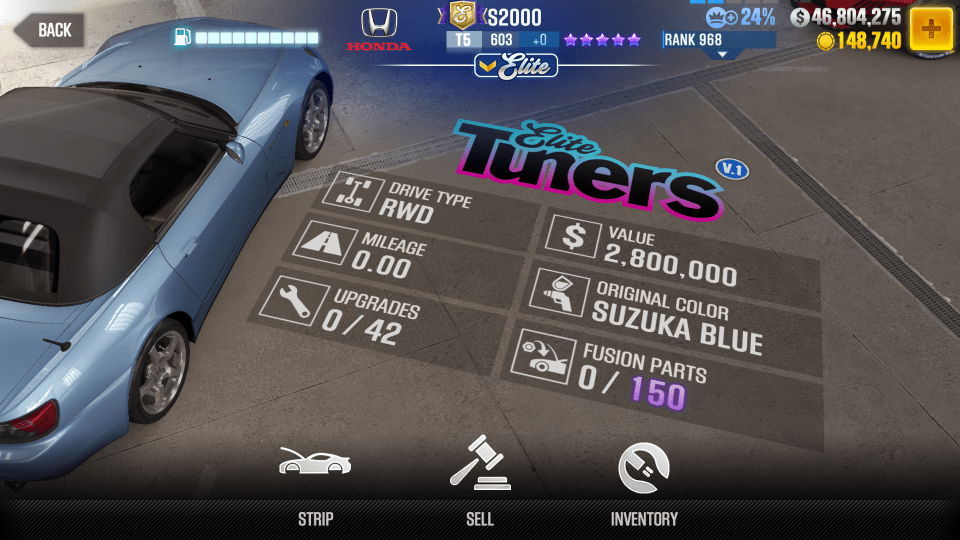 BACK
HONDA
S2000
T5 603 +0
Elite
RANK 968
24%
46,804,275
148,740
Elite
Tuners
V.1
DRIVE TYPE
RWD
MILEAGE
0.00
UPGRADES
0 / 42
VALUE
2,800,000
ORIGINAL COLOR
SUZUKA BLUE
FUSION PARTS
0 / 150
STRIP
SELL
INVENTORY